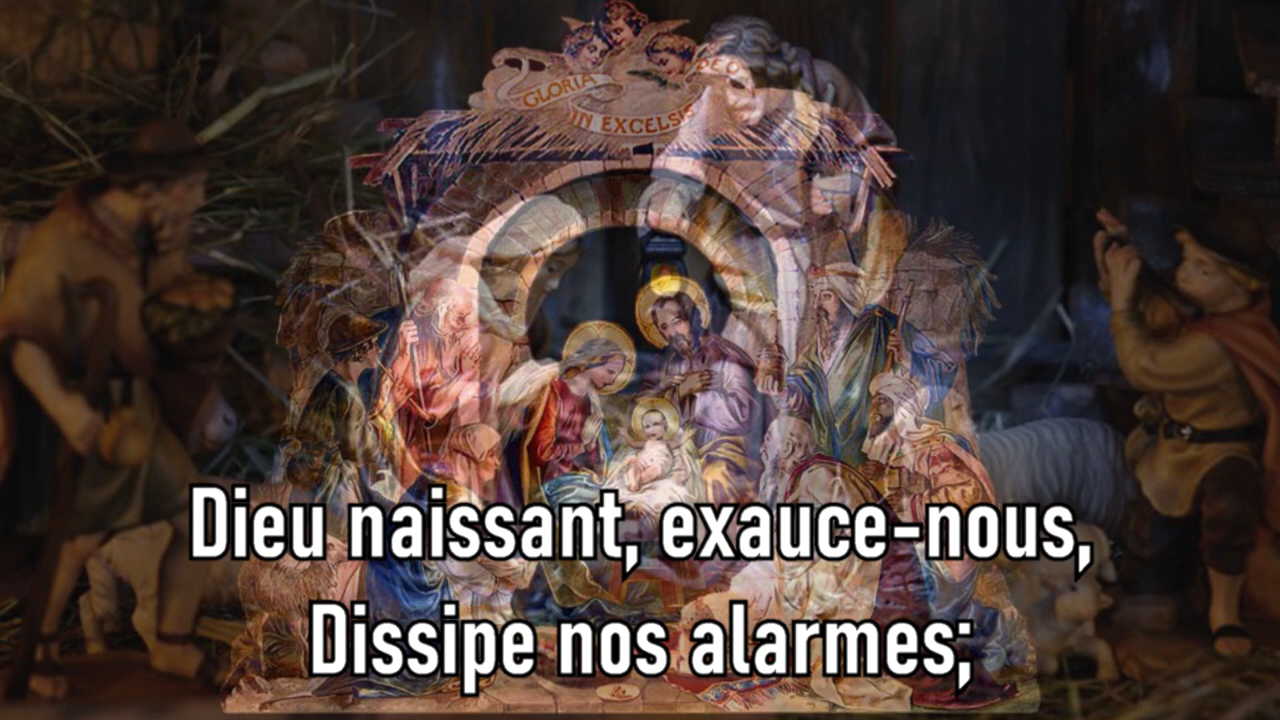 GLORIA
DEO
IN EXCELSIS
Dieu naissant, exauce-nous,
Dissipe nos alarmes;